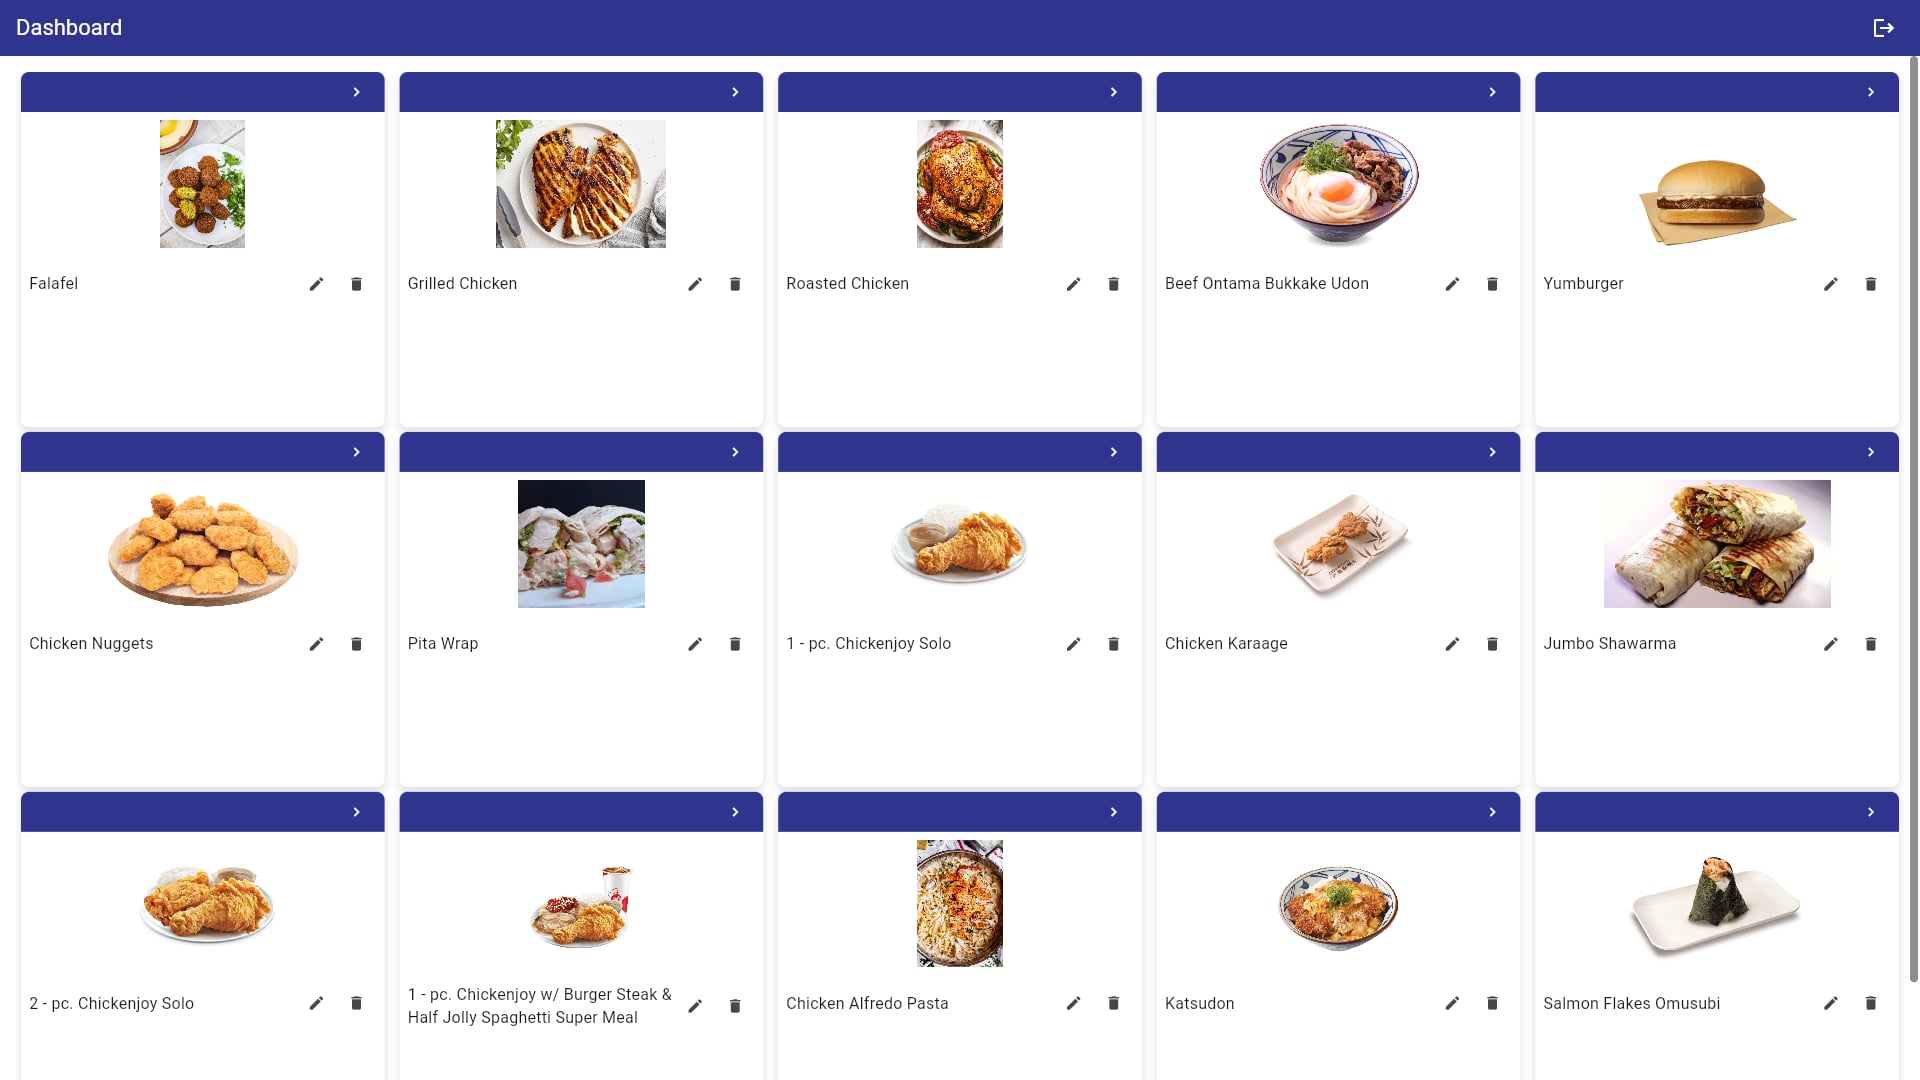 Dashboard
Falafel
Grilled Chicken
Roasted Chicken
Beef Ontama Bukkake Udon
Yumburger
Chicken Nuggets
Pita Wrap
1 - pc. Chickenjoy Solo
Chicken Karaage
Jumbo Shawarma
2 - pc. Chickenjoy Solo
1 - pc. Chickenjoy w/ Burger Steak &
Half Jolly Spaghetti Super Meal
Chicken Alfredo Pasta
Katsudon
Salmon Flakes Omusubi